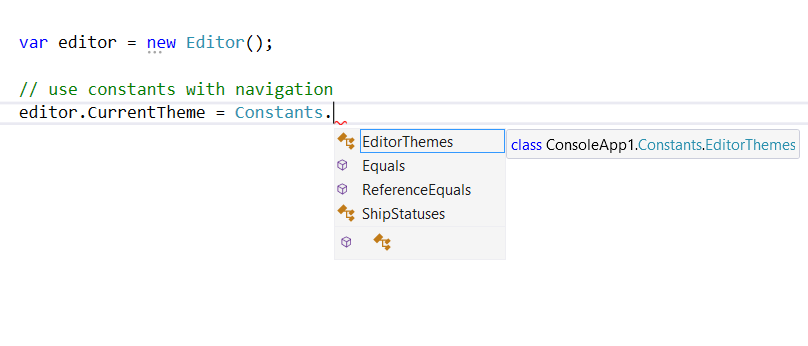 var editor = new Editor();
// use constants with navigation
editor.CurrentTheme = Constants.
EditorThemes
class ConsoleApp1.Constants.EditorThemes
Equals
ReferenceEquals
ShipStatuses